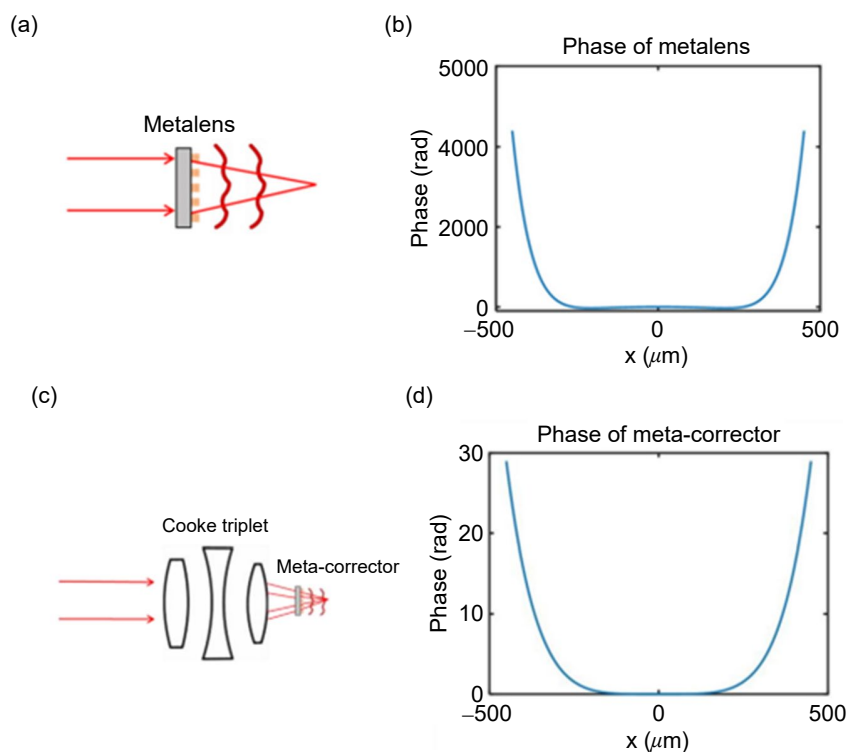 (a)
Metalens
(b)
Phase of metalens
5000
4000
2000
0
Phase (rad)
−500
0
500
x (μm)
(c)
Cooke triplet
Meta-corrector
(d)
Phase of meta-corrector
30
20
10
0
Phase (rad)
−500
0
500
x (μm)